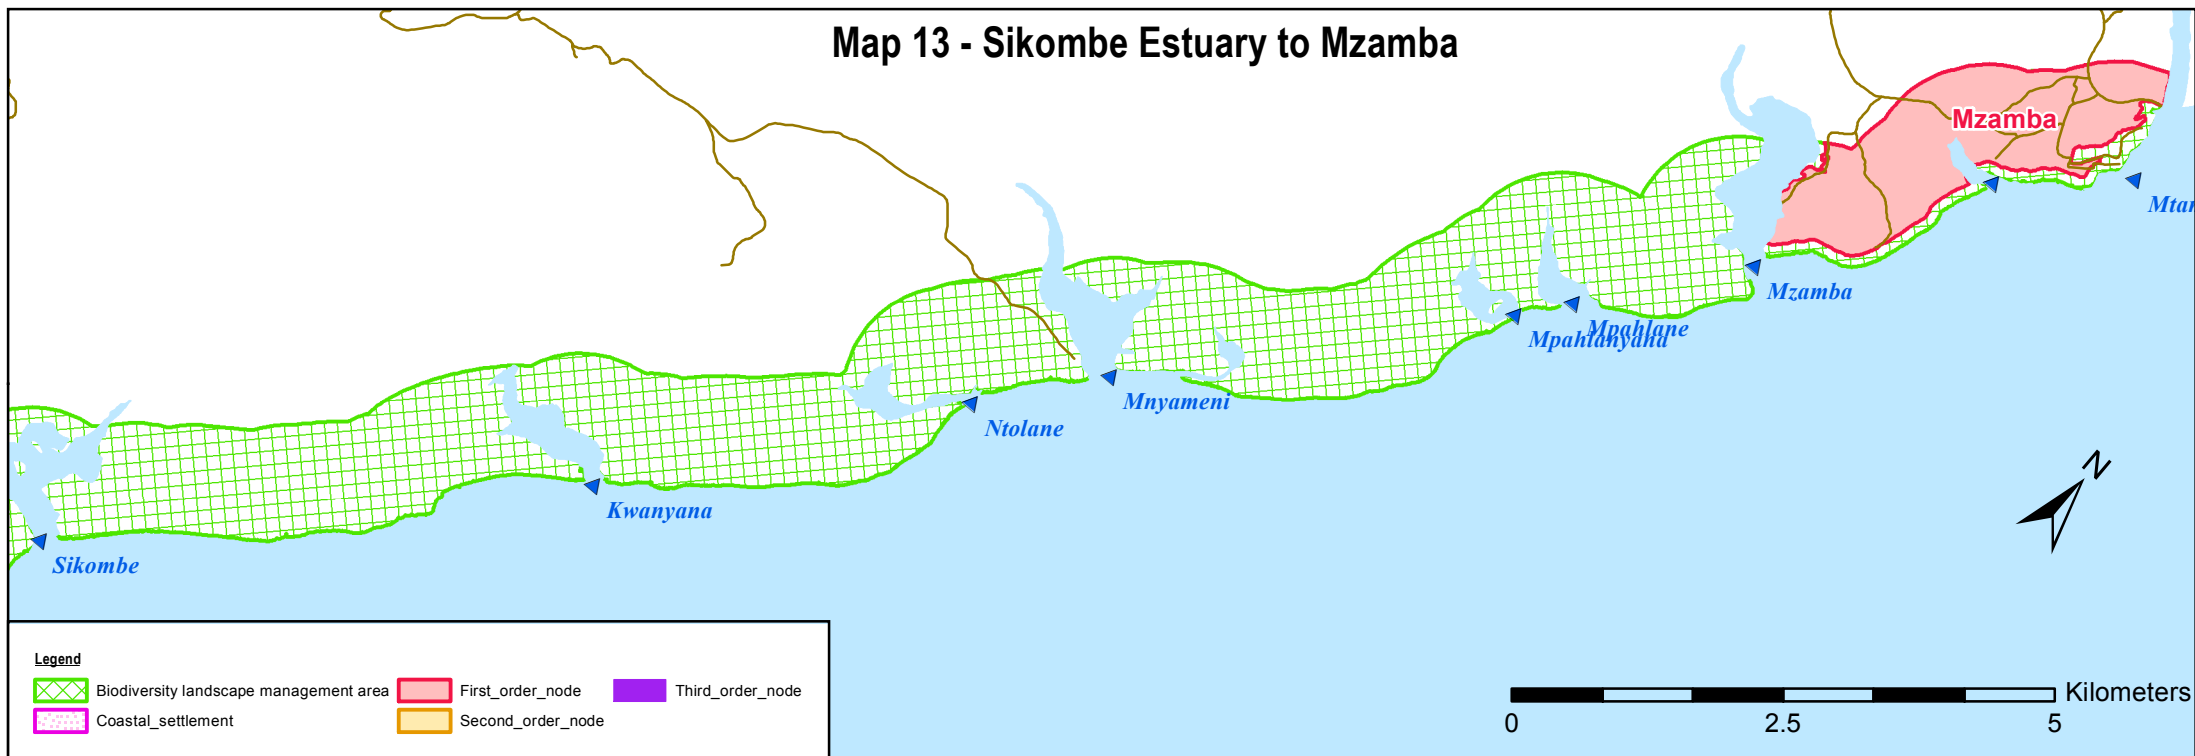 Map 13 - Sikombe Estuary to Mzamba
Mzamba
Mtam
Mzamba
Mpahlane
Mpahlanyana
Mnyameni
Ntolane
Kwanyana
Sikombe
N
Legend
Biodiversity landscape management area
First_order_node
Third_order_node
Coastal_settlement
Second_order_node
Kilometers
0 2.5 5